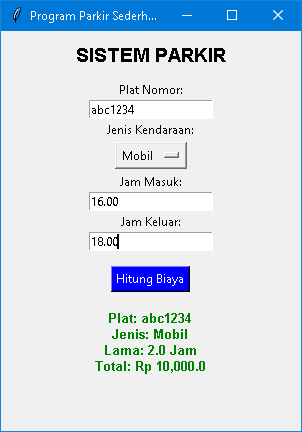 Program Parkir Sederh...
SISTEM PARKIR
Plat Nomor:
abc1234
Jenis Kendaraan:
Mobil
Jam Masuk:
16.00
Jam Keluar:
18.00
Hitung Biaya
Plat: abc1234
Jenis: Mobil
Lama: 2.0 Jam
Total: Rp 10,000.0